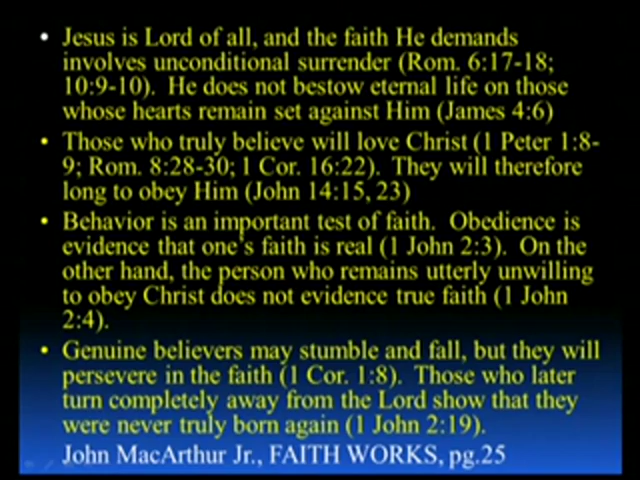 • Jesus is Lord of all, and the faith He demands
involves unconditional surrender (Rom. 6:17-18;
10:9-10).  He does not bestow eternal life on those
whose hearts remain set against Him (James 4:6)
• Those who truly believe will love Christ (1 Peter 1:8-
9; Rom. 8:28-30; 1 Cor. 16:22).  They will therefore
long to obey Him (John 14:15, 23)
• Behavior is an important test of faith.  Obedience is
evidence that one's faith is real (1 John 2:3).  On the
other hand, the person who remains utterly unwilling
to obey Christ does not evidence true faith (1 John
2:4).
• Genuine believers may stumble and fall, but they will
persevere in the faith (1 Cor. 1:8).  Those who later
turn completely away from the Lord show that they
were never truly born again (1 John 2:19).
John MacArthur Jr., FAITH WORKS, pg.25